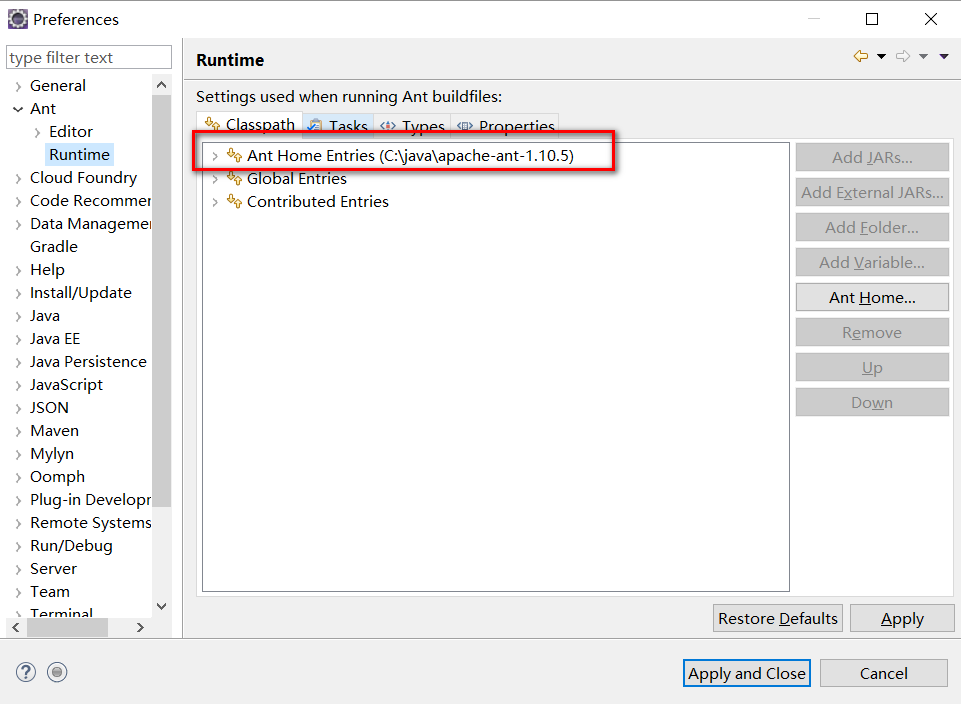 Preferences
type filter text
General
Ant
Editor
Runtime
Cloud Foundry
Code Recommen
Data Managemen
Gradle
Help
Install/Update
Java
Java EE
Java Persistence
JavaScript
JSON
Maven
Mylyn
Oomph
Plug-in Developn
Remote Systems
Run/Debug
Server
Team
Terminal
Runtime
Settings used when running Ant buildfiles:
Classpath Tasks Types Properties
Ant Home Entries (C:\java\apache-ant-1.10.5)
Global Entries
Contributed Entries
Add JARs...
Add External JARs...
Add Folder...
Add Variable...
Ant Home...
Remove
Up
Down
Restore Defaults Apply
Apply and Close Cancel